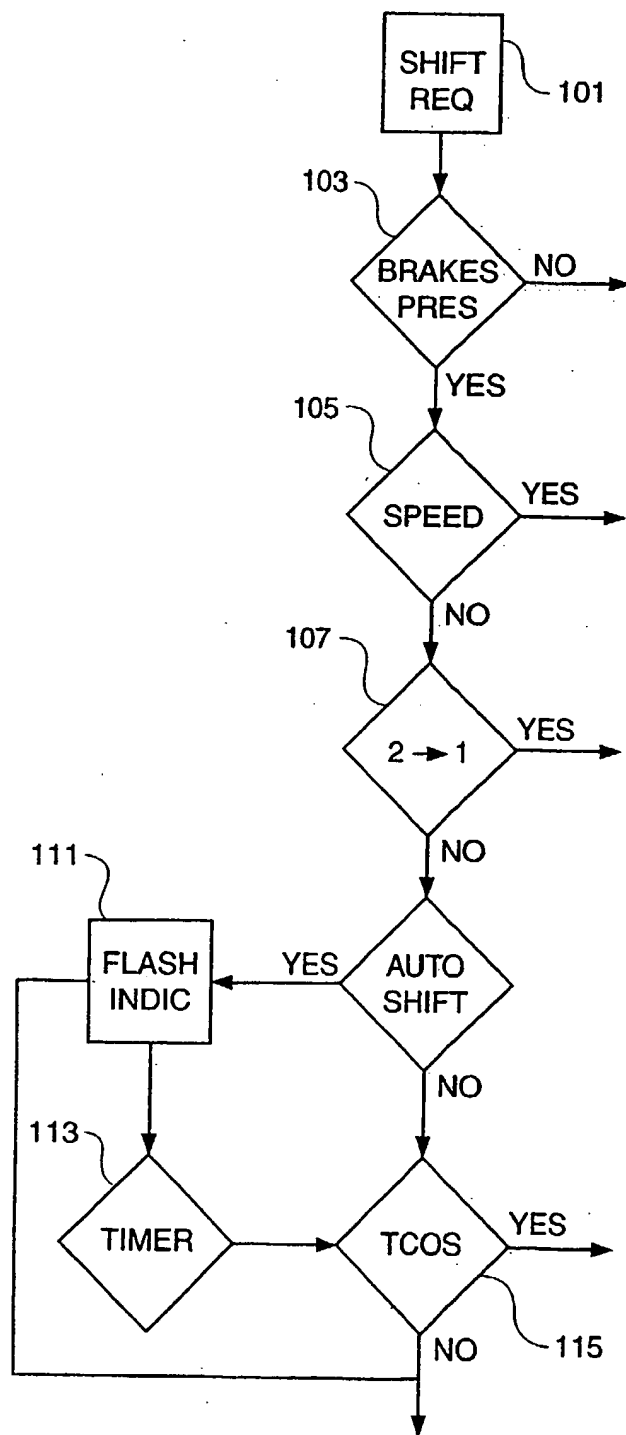 SHIFT
REQ
101
103
BRAKES
PRES
NO
YES
105
SPEED
YES
NO
107
2 → 1
YES
NO
111
FLASH
INDIC
YES
AUTO
SHIFT
NO
113
TIMER
TCOS
YES
115
NO